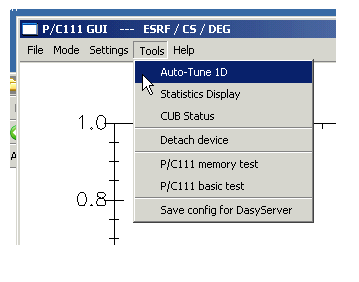 P/C111 GUI --- ESRF / CS / DEG
File Mode Settings Tools Help
Auto-Tune 1D
Statistics Display
CUB Status
Detach device
P/C111 memory test
P/C111 basic test
Save config for DasyServer
1.0
0.8
A